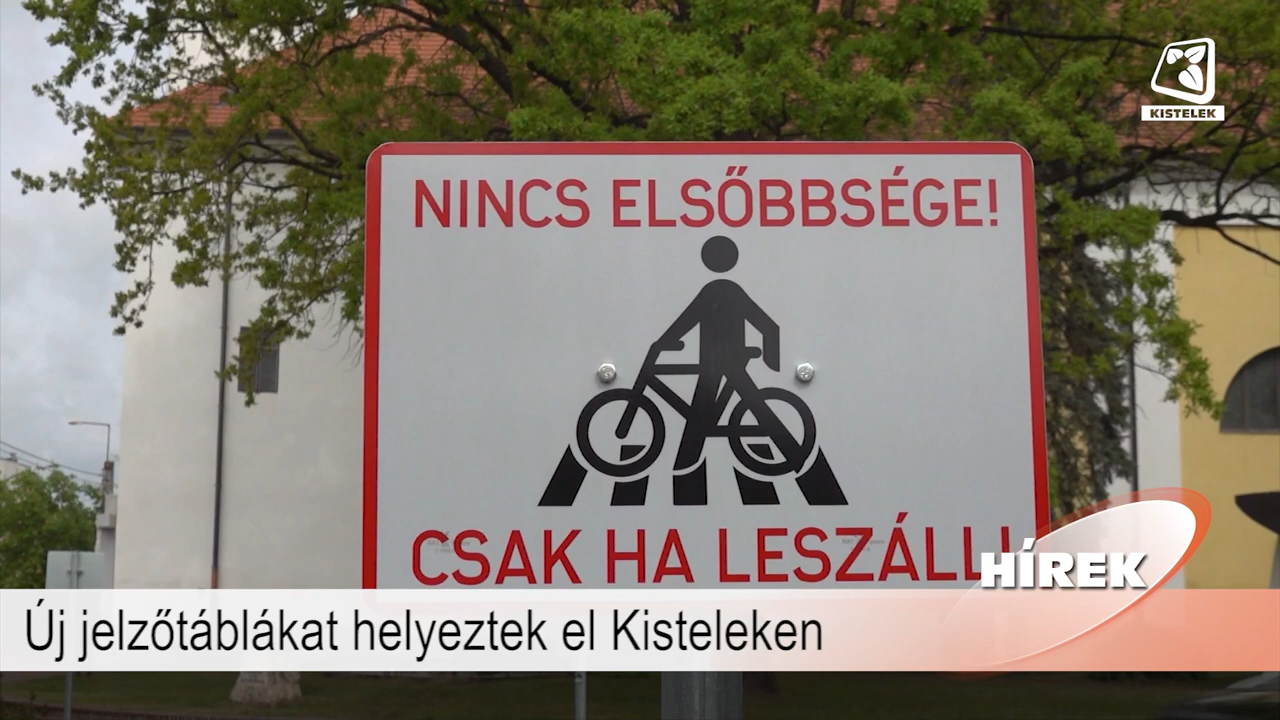 KISTELEK
NINCS ELSŐBBSÉGE!
CSAK HA LESZÁLL!
HÍREK
Új jelzőtáblákat helyeztek el Kisteleken